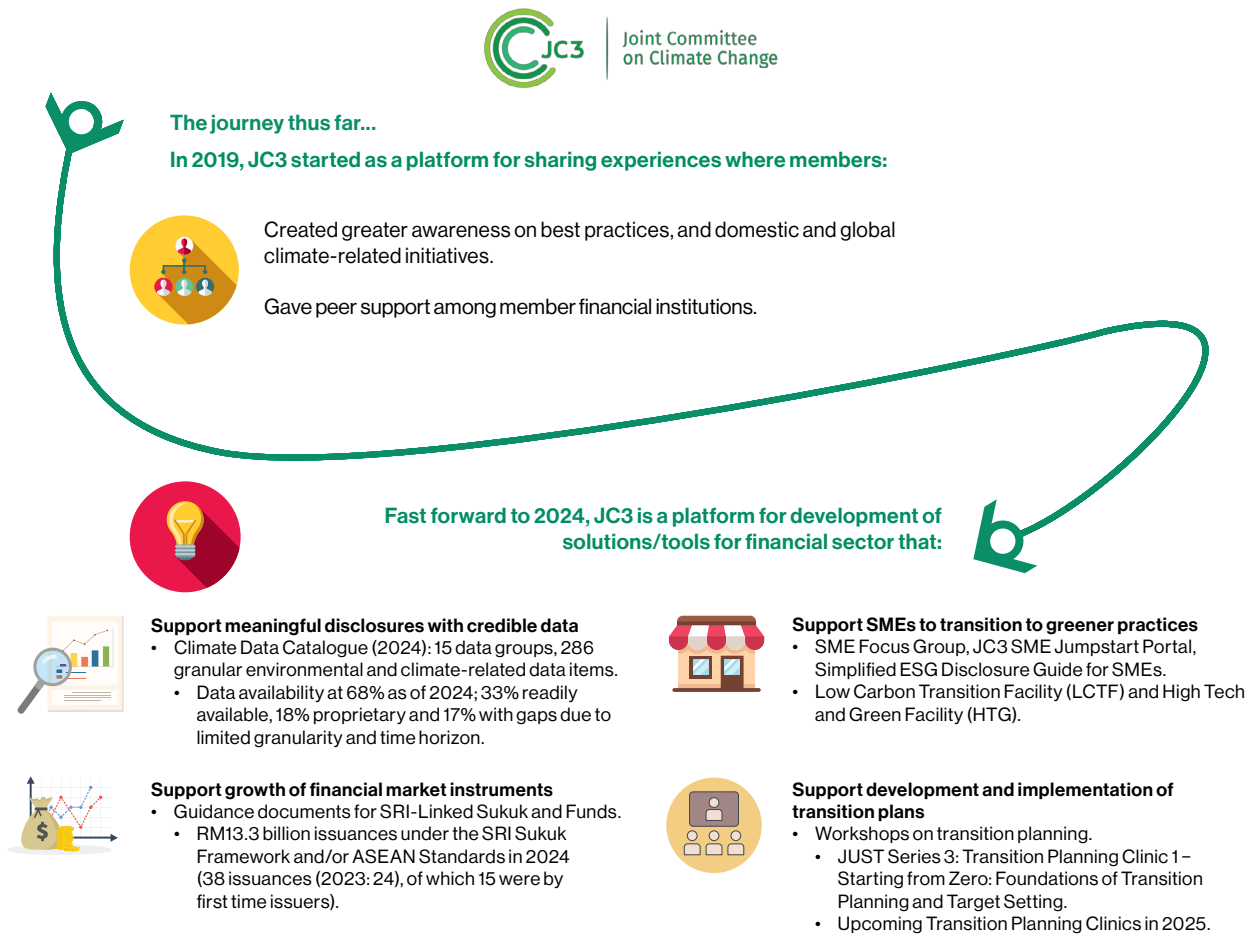 JC3
Joint Committee
on Climate Change
The journey thus far...
In 2019, JC3 started as a platform for sharing experiences where members:
Created greater awareness on best practices, and domestic and global
climate-related initiatives.
Gave peer support among member financial institutions.
Fast forward to 2024, JC3 is a platform for development of
solutions/tools for financial sector that:
Support meaningful disclosures with credible data
• Climate Data Catalogue (2024): 15 data groups, 286
granular environmental and climate-related data items.
• Data availability at 68% as of 2024; 33% readily
available, 18% proprietary and 17% with gaps due to
limited granularity and time horizon.
Support growth of financial market instruments
• Guidance documents for SRI-Linked Sukuk and Funds.
• RM13.3 billion issuances under the SRI Sukuk
Framework and/or ASEAN Standards in 2024
(38 issuances (2023: 24), of which 15 were by
first time issuers).
$
Support SMEs to transition to greener practices
• SME Focus Group, JC3 SME Jumpstart Portal,
Simplified ESG Disclosure Guide for SMEs.
• Low Carbon Transition Facility (LCTF) and High Tech
and Green Facility (HTG).
Support development and implementation of
transition plans
• Workshops on transition planning.
• JUST Series 3: Transition Planning Clinic 1 –
Starting from Zero: Foundations of Transition
Planning and Target Setting.
• Upcoming Transition Planning Clinics in 2025.